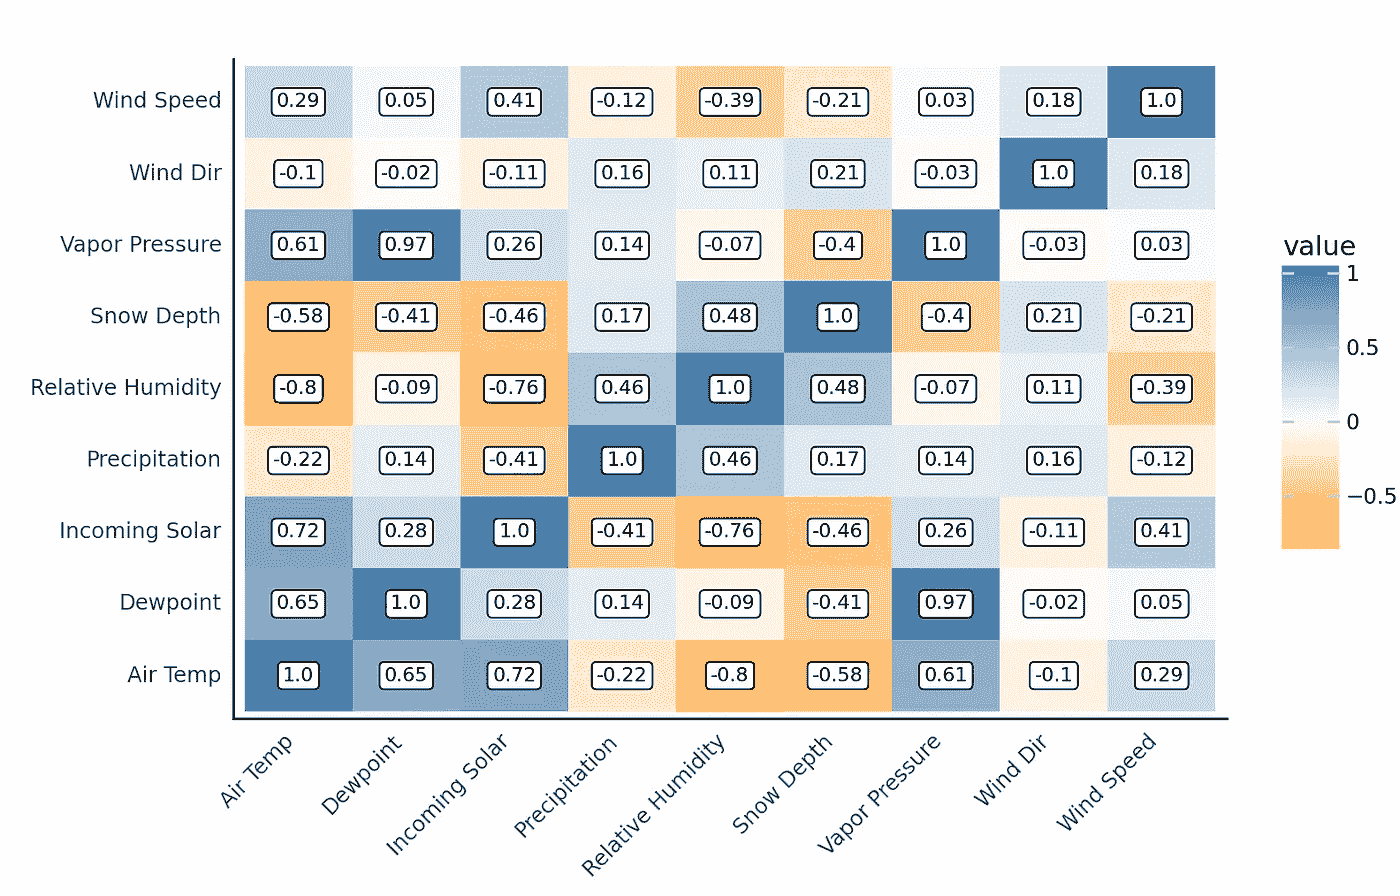 Wind Speed 0.29 0.05 0.41 -0.12 -0.39 -0.21 0.03 0.18 1.0
Wind Dir -0.1 -0.02 -0.11 0.16 0.11 0.21 -0.03 1.0 0.18
Vapor Pressure 0.61 0.97 0.26 0.14 -0.07 -0.4 1.0 -0.03 0.03
Snow Depth -0.58 -0.41 -0.46 0.17 0.48 1.0 -0.4 0.21 -0.21
Relative Humidity -0.8 -0.09 -0.76 0.46 1.0 0.48 -0.07 0.11 -0.39
Precipitation -0.22 0.14 -0.41 1.0 0.46 0.17 0.14 0.16 -0.12
Incoming Solar 0.72 0.28 1.0 -0.41 -0.76 -0.46 0.26 -0.11 0.41
Dewpoint 0.65 1.0 0.28 0.14 -0.09 -0.41 0.97 -0.02 0.05
Air Temp 1.0 0.65 0.72 -0.22 -0.8 -0.58 0.61 -0.1 0.29
Air Temp Dewpoint Incoming Solar Precipitation Relative Humidity Snow Depth Vapor Pressure Wind Dir Wind Speed
value
1
0.5
0
−0.5